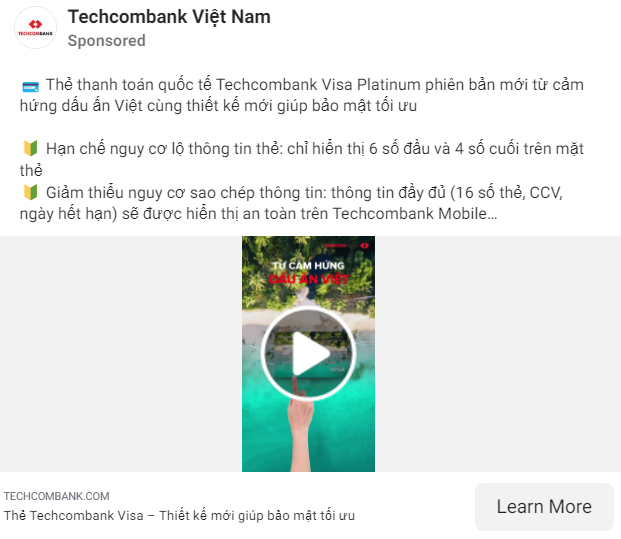 Techcombank Việt Nam
TECHCOMBANK
Sponsored
Thẻ thanh toán quốc tế Techcombank Visa Platinum phiên bản mới từ cảm
hứng dấu ấn Việt cùng thiết kế mới giúp bảo mật tối ưu
Hạn chế nguy cơ lộ thông tin thẻ: chỉ hiển thị 6 số đầu và 4 số cuối trên mặt
thẻ
Giảm thiểu nguy cơ sao chép thông tin: thông tin đầy đủ (16 số thẻ, CCV,
ngày hết hạn) sẽ được hiển thị an toàn trên Techcombank Mobile…
TỪ CẢM HỨNG
DẤU ẤN VIỆT
TECHCOMBANK.COM
Thẻ Techcombank Visa – Thiết kế mới giúp bảo mật tối ưu
Learn More